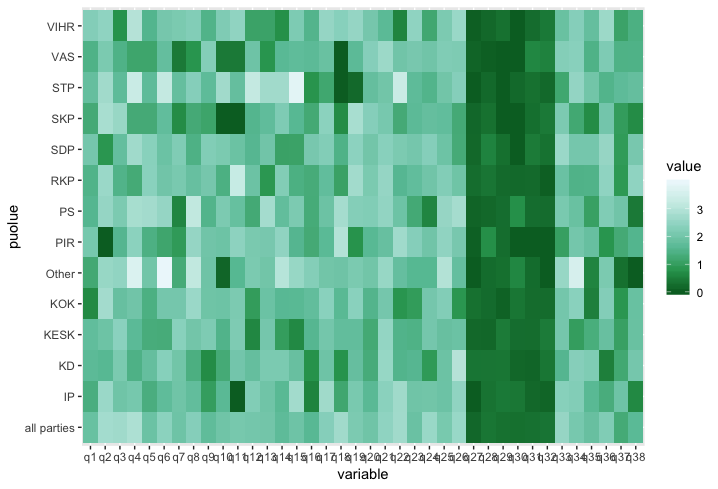 VIHR
VAS
STP
SKP
SDP
RKP
PS
PIR
Other
KOK
KESK
KD
IP
all parties
puolue
q1 q2 q3 q4 q5 q6 q7 q8 q9 q10 q11 q12 q13 q14 q15 q16 q17 q18 q19 q20 q21 q22 q23 q24 q25 q26 q27 q28 q29 q30 q31 q32 q33 q34 q35 q36 q37 q38
variable
value
3
2
1
0